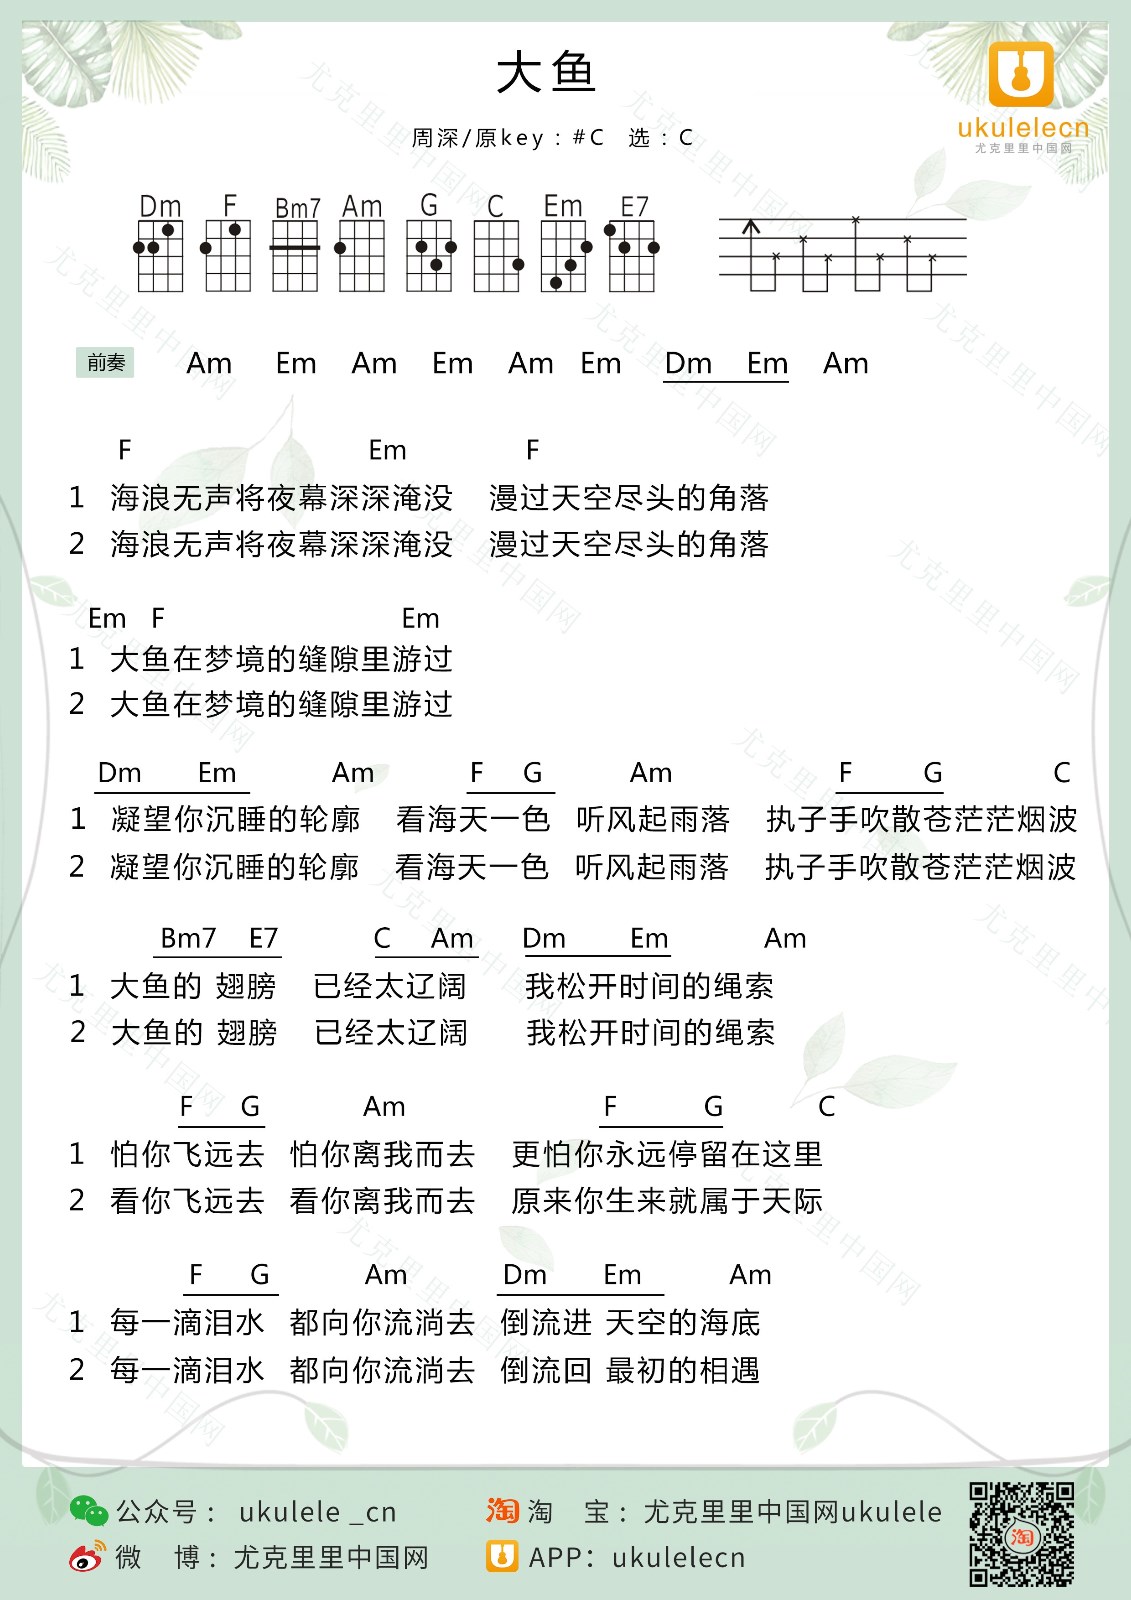 大鱼
周深/原key：#C 选：C
ukulelecn
尤克里里中国网
Dm F Bm7 Am G C Em E7
前奏 Am Em Am Em Am Em Dm Em Am
F Em F
1 海浪无声将夜幕深深淹没 漫过天空尽头的角落
2 海浪无声将夜幕深深淹没 漫过天空尽头的角落
Em F Em
1 大鱼在梦境的缝隙里游过
2 大鱼在梦境的缝隙里游过
Dm Em Am F G Am F G C
1 凝望你沉睡的轮廓 看海天一色 听风起雨落 执子手吹散苍茫茫烟波
2 凝望你沉睡的轮廓 看海天一色 听风起雨落 执子手吹散苍茫茫烟波
Bm7 E7 C Am Dm Em Am
1 大鱼的 翅膀 已经太辽阔 我松开时间的绳索
2 大鱼的 翅膀 已经太辽阔 我松开时间的绳索
F G Am F G C
1 怕你飞远去 怕你离我而去 更怕你永远停留在这里
2 看你飞远去 看你离我而去 原来你生来就属于天际
F G Am Dm Em Am
1 每一滴泪水 都向你流淌去 倒流进 天空的海底
2 每一滴泪水 都向你流淌去 倒流回 最初的相遇
公众号：ukulele _cn 淘 淘 宝：尤克里里中国网ukulele
微 博：尤克里里中国网 APP：ukulelecn
淘